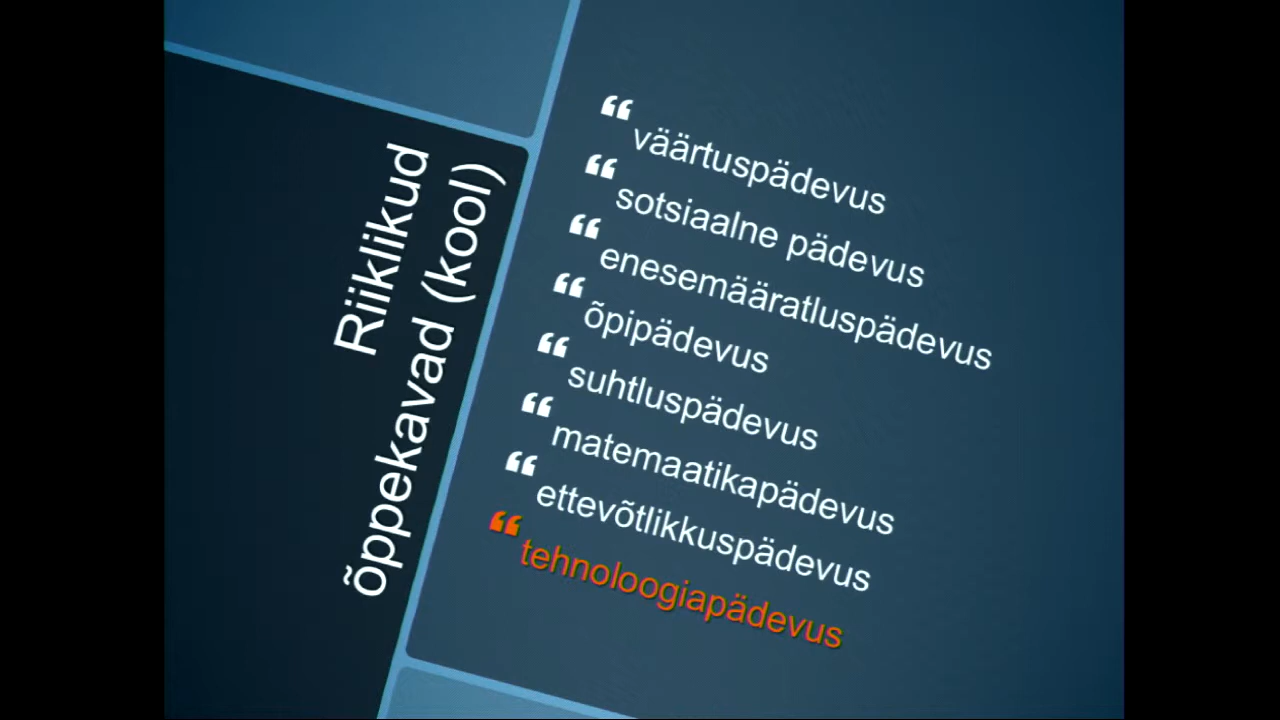 Riiklikud
õppekavad (kool)
väärtuspädevus
sotsiaalne pädevus
enesemääratluspädevus
õpipädevus
suhtluspädevus
matemaatikapädevus
ettevõtlikkuspädevus
tehnoloogiapädevus